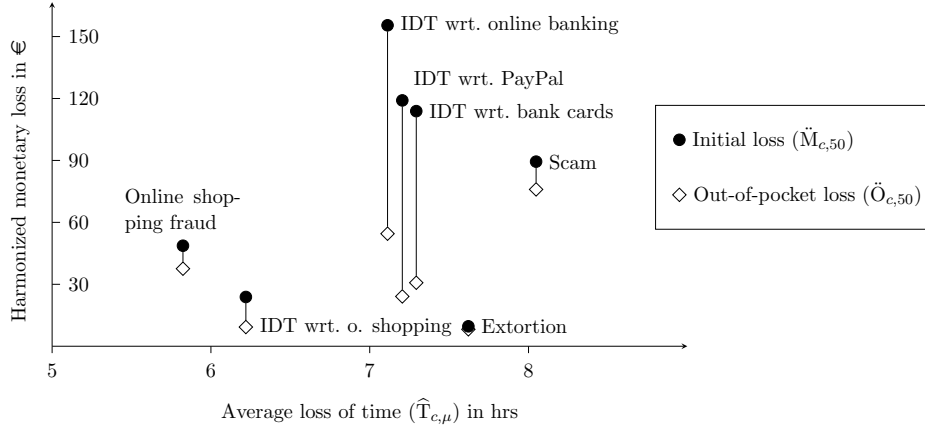 Harmonized monetary loss in €
150
120
90
60
30
5
6
7
8
Average loss of time (T̂c,μ) in hrs
IDT wrt. online banking
IDT wrt. PayPal
IDT wrt. bank cards
Scam
Online shop-
ping fraud
IDT wrt. o. shopping
Extortion
Initial loss (M̈c,50)
Out-of-pocket loss (Öc,50)